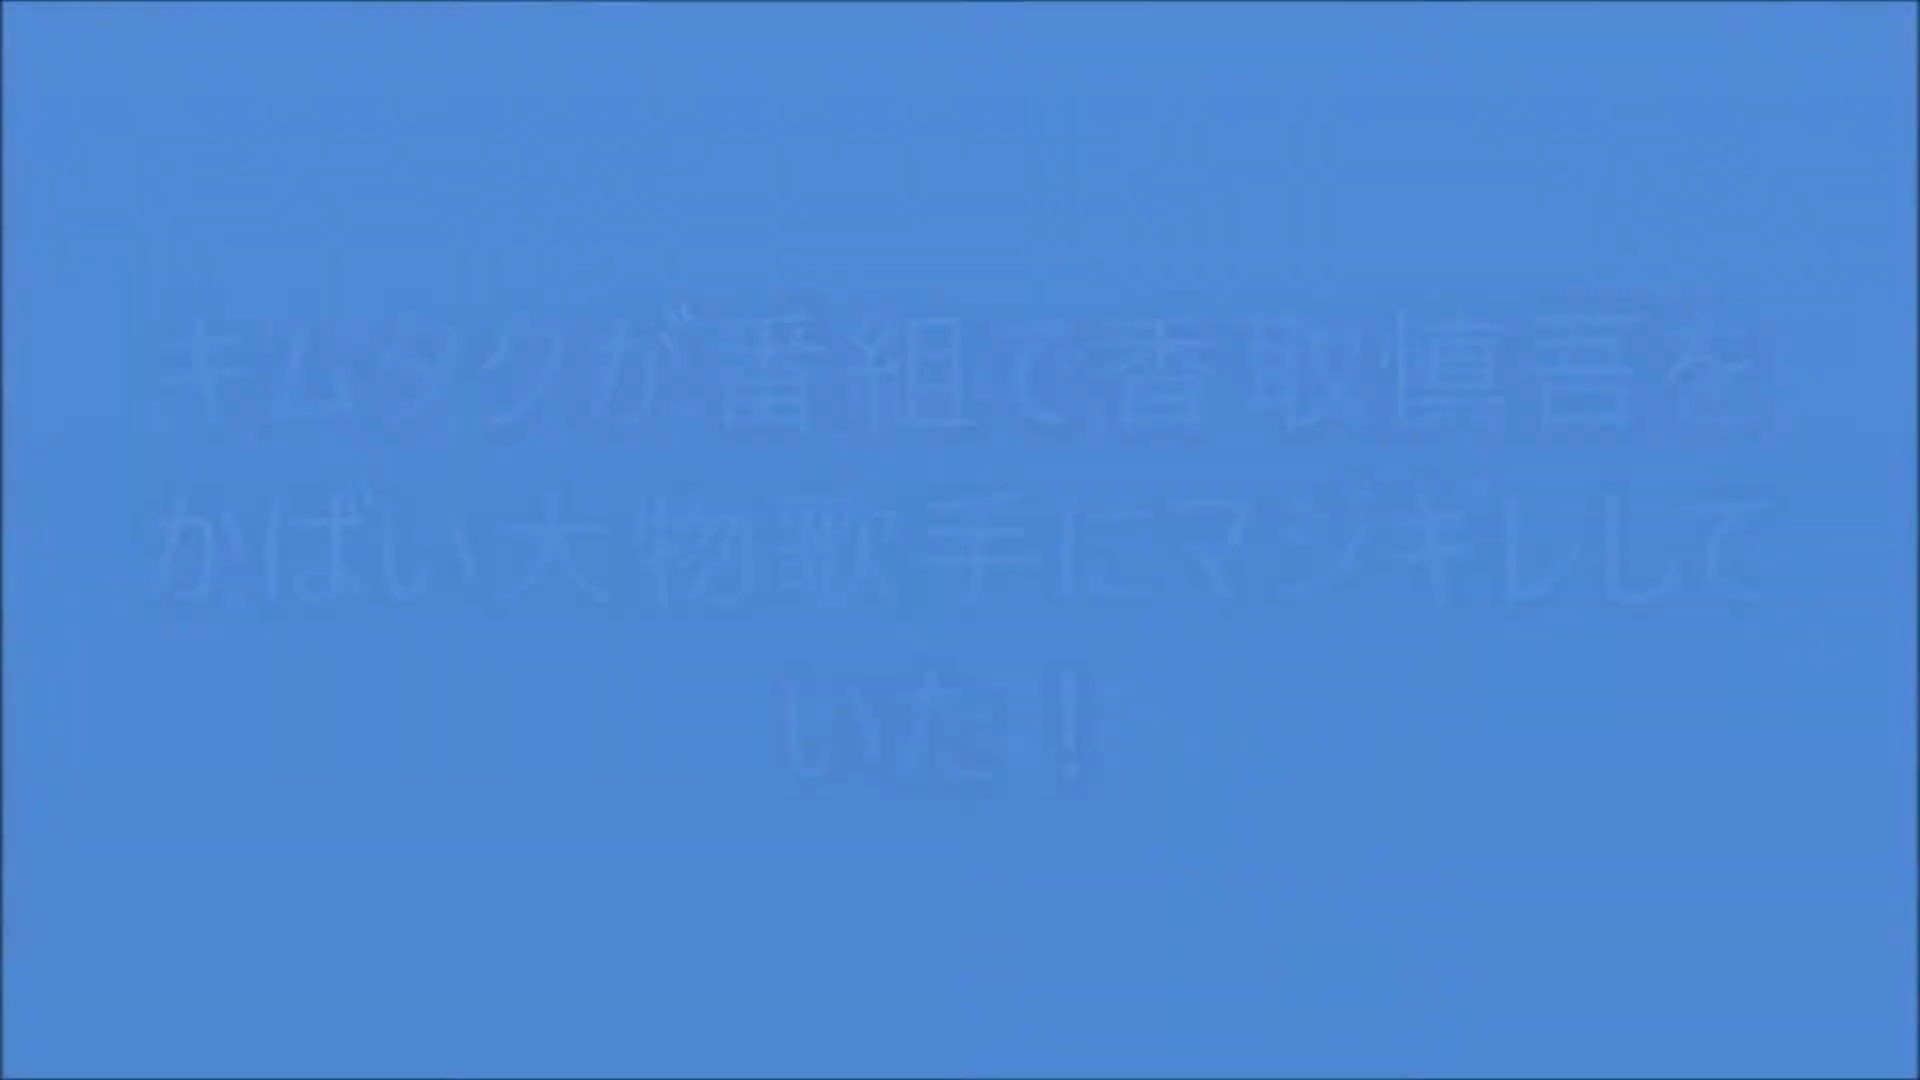 キムタクが番組で香取慎吾を
かばい大物歌手にマジキレして
いた！